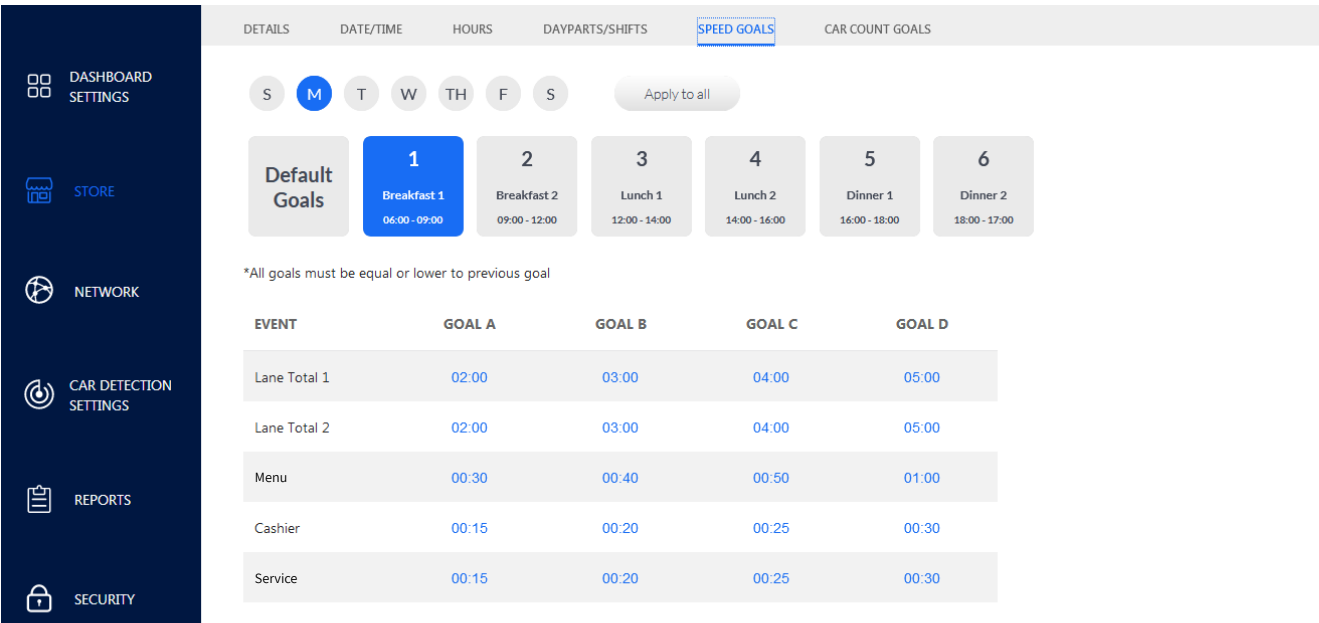 DETAILS DATE/TIME HOURS DAYPARTS/SHIFTS SPEED GOALS CAR COUNT GOALS
DASHBOARD
SETTINGS
STORE
NETWORK
CAR DETECTION
SETTINGS
REPORTS
SECURITY
S M T W TH F S Apply to all
Default
Goals
1
Breakfast 1
06:00 - 09:00
2
Breakfast 2
09:00 - 12:00
3
Lunch 1
12:00 - 14:00
4
Lunch 2
14:00 - 16:00
5
Dinner 1
16:00 - 18:00
6
Dinner 2
18:00 - 17:00
*All goals must be equal or lower to previous goal
EVENT GOAL A GOAL B GOAL C GOAL D
Lane Total 1 02:00 03:00 04:00 05:00
Lane Total 2 02:00 03:00 04:00 05:00
Menu 00:30 00:40 00:50 01:00
Cashier 00:15 00:20 00:25 00:30
Service 00:15 00:20 00:25 00:30